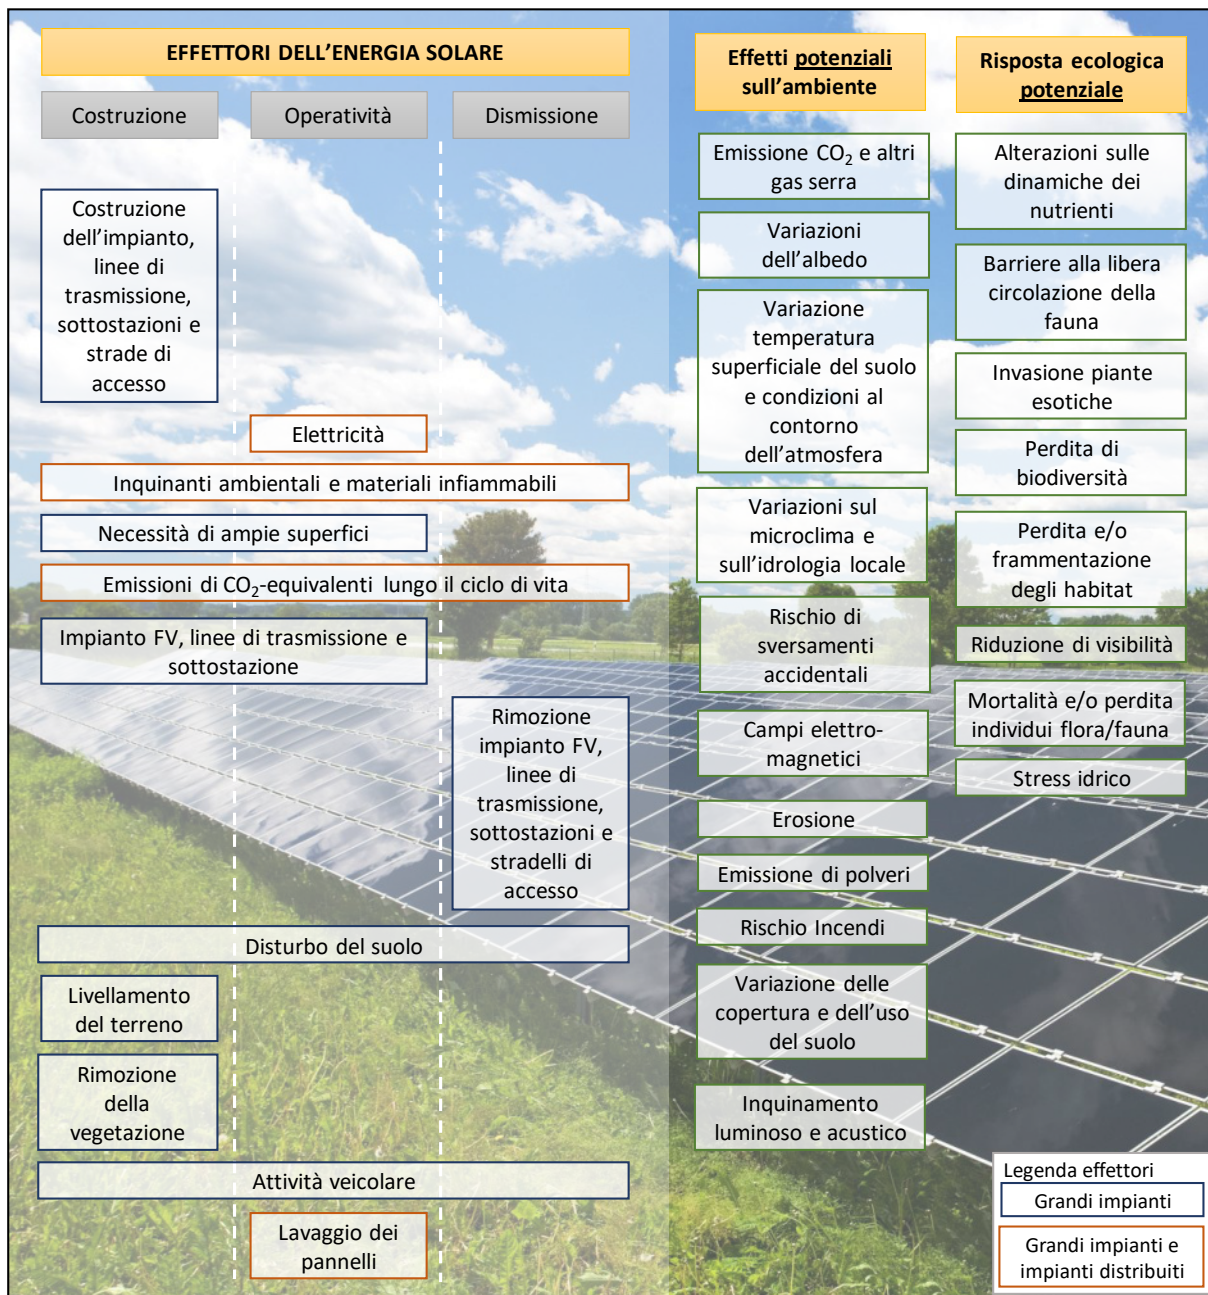 EFFETTORI DELL'ENERGIA SOLARE
Costruzione
Operatività
Dismissione
Costruzione
dell'impianto,
linee di
trasmissione,
sottostazioni e
strade di
accesso
Elettricità
Inquinanti ambientali e materiali infiammabili
Necessità di ampie superfici
Emissioni di CO₂-equivalenti lungo il ciclo di vita
Impianto FV, linee di trasmissione e
sottostazione
Rimozione
impianto FV,
linee di
trasmissione,
sottostazioni e
stradelli di
accesso
Disturbo del suolo
Livellamento
del terreno
Rimozione
della
vegetazione
Attività veicolare
Lavaggio dei
pannelli
Effetti potenziali
sull'ambiente
Emissione CO₂ e altri
gas serra
Variazioni
dell'albedo
Variazione
temperatura
superficiale del suolo
e condizioni al
contorno
dell'atmosfera
Variazioni sul
microclima e
sull'idrologia locale
Rischio di
sversamenti
accidentali
Campi elettro-
magnetici
Erosione
Emissione di polveri
Rischio Incendi
Variazione delle
copertura e dell'uso
del suolo
Inquinamento
luminoso e acustico
Risposta ecologica
potenziale
Alterazioni sulle
dinamiche dei
nutrienti
Barriere alla libera
circolazione della
fauna
Invasione piante
esotiche
Perdita di
biodiversità
Perdita e/o
frammentazione
degli habitat
Riduzione di visibilità
Mortalità e/o perdita
individui flora/fauna
Stress idrico
Legenda effettori
Grandi impianti
Grandi impianti e
impianti distribuiti